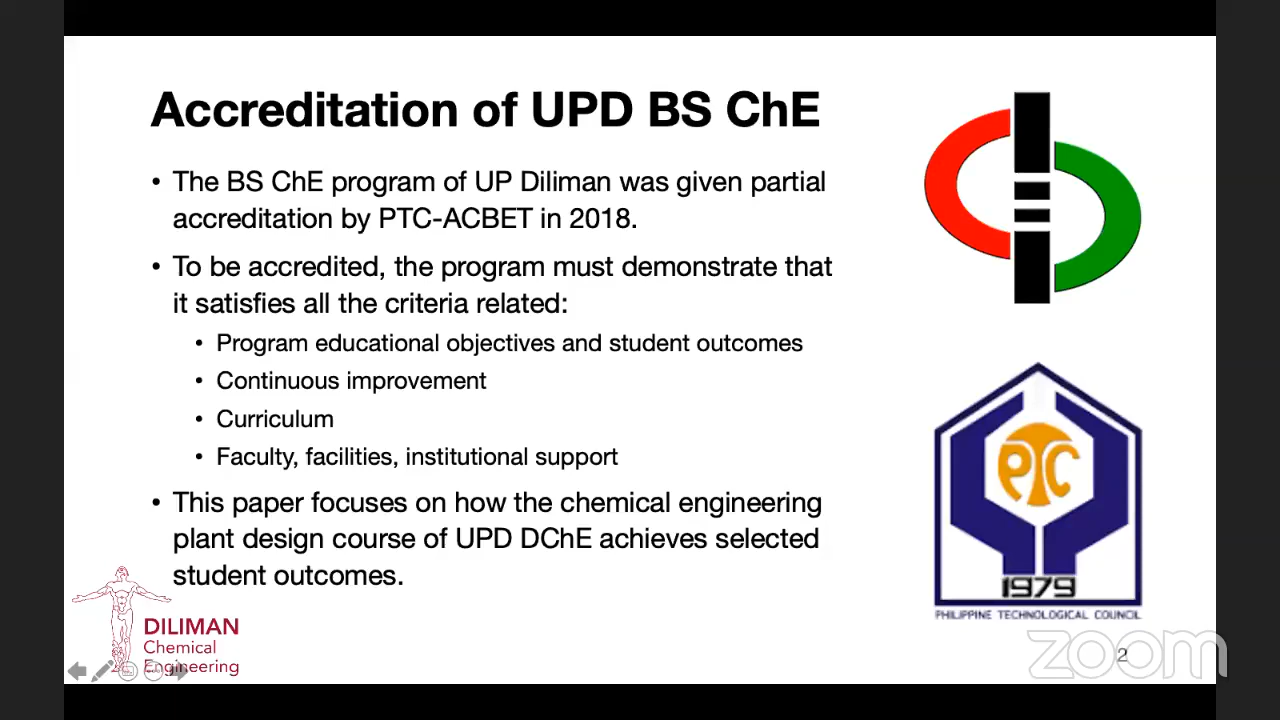 Accreditation of UPD BS ChE
• The BS ChE program of UP Diliman was given partial
accreditation by PTC-ACBET in 2018.
• To be accredited, the program must demonstrate that
it satisfies all the criteria related:
• Program educational objectives and student outcomes
• Continuous improvement
• Curriculum
• Faculty, facilities, institutional support
• This paper focuses on how the chemical engineering
plant design course of UPD DChE achieves selected
student outcomes.
DILIMAN
Chemical
Engineering
PTC
1979
PHILIPPINE TECHNOLOGICAL COUNCIL
zoom
2